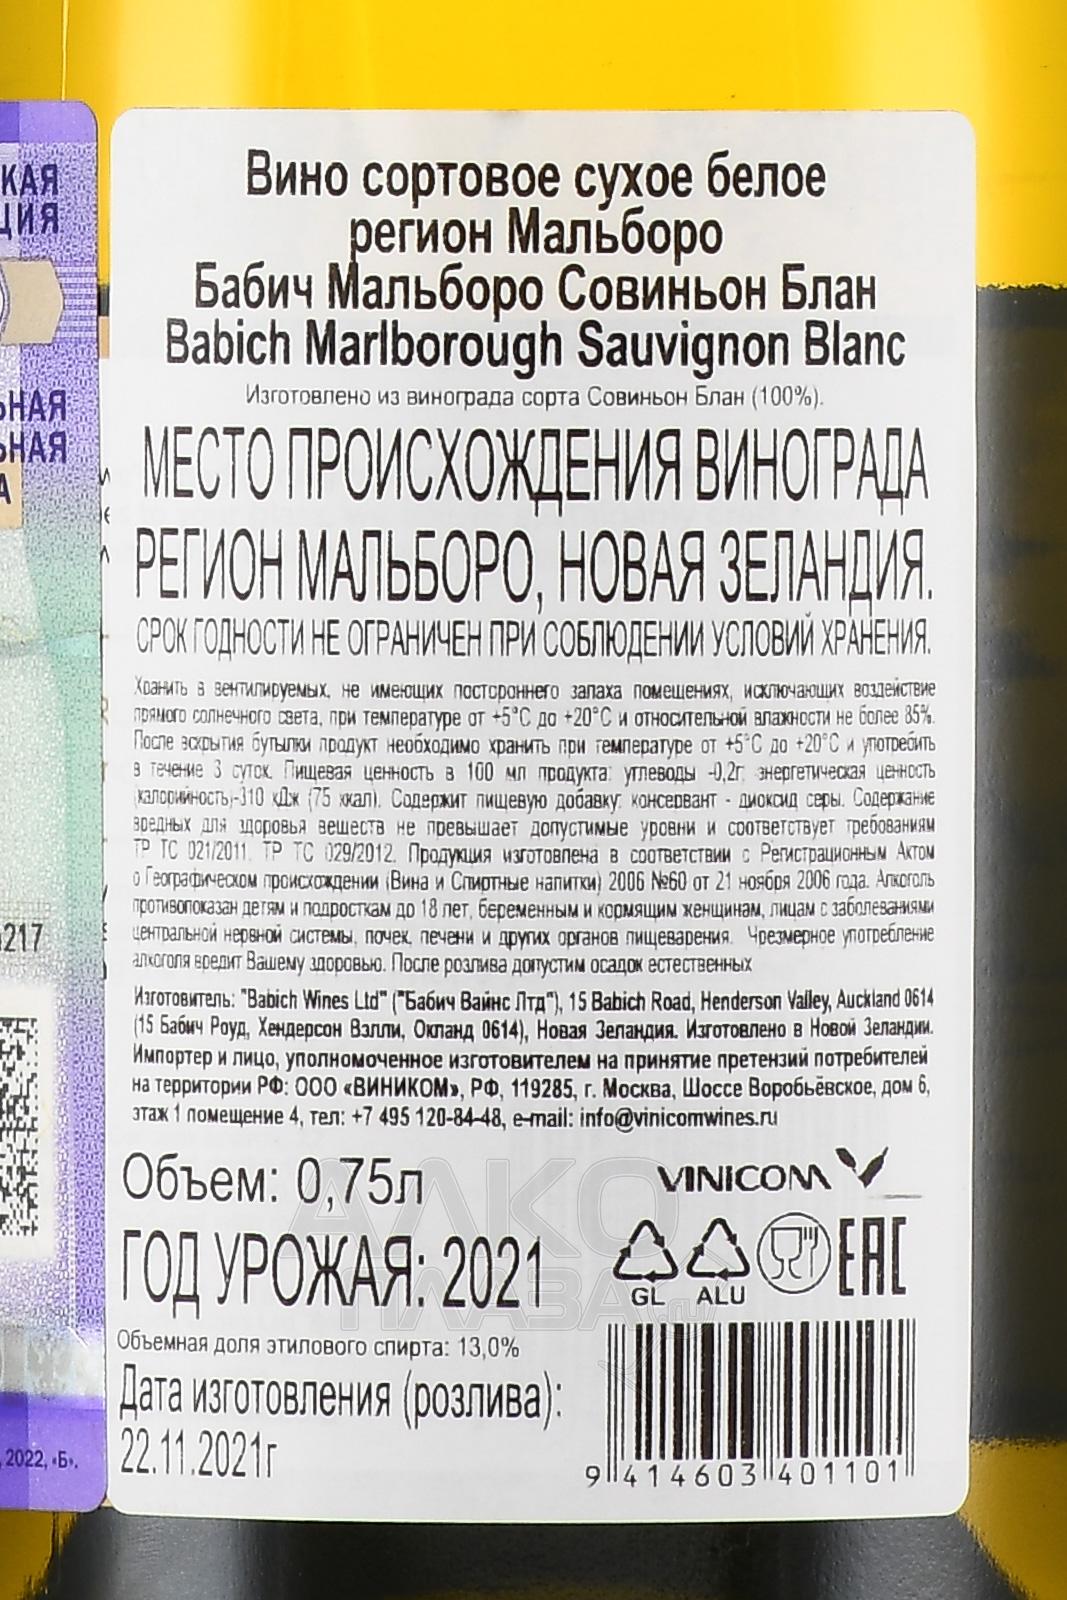 КАЯ
ЦИЯ
ЬНАЯ
ЬНАЯ
А
217
, 2022, «Б».
Вино сортовое сухое белое
регион Мальборо
Бабич Мальборо Совиньон Блан
Babich Marlborough Sauvignon Blanc
Изготовлено из винограда сорта Совиньон Блан (100%).
МЕСТО ПРОИСХОЖДЕНИЯ ВИНОГРАДА
РЕГИОН МАЛЬБОРО, НОВАЯ ЗЕЛАНДИЯ.
СРОК ГОДНОСТИ НЕ ОГРАНИЧЕН ПРИ СОБЛЮДЕНИИ УСЛОВИЙ ХРАНЕНИЯ.
Хранить в вентилируемых, не имеющих постороннего запаха помещениях, исключающих воздействие
прямого солнечного света, при температуре от +5°С до +20°С и относительной влажности не более 85%.
После вскрытия бутылки продукт необходимо хранить при температуре от +5°С до +20°С и употребить
в течение 3 суток. Пищевая ценность в 100 мл продукта: углеводы -0,2г; энергетическая ценность
(калорийность)-310 кДж (75 ккал). Содержит пищевую добавку: консервант - диоксид серы. Содержание
вредных для здоровья веществ не превышает допустимые уровни и соответствует требованиям
ТР ТС 021/2011, ТР ТС 029/2012. Продукция изготовлена в соответствии с Регистрационным Актом
о Географическом происхождении (Вина и Спиртные напитки) 2006 №60 от 21 ноября 2006 года. Алкоголь
противопоказан детям и подросткам до 18 лет, беременным и кормящим женщинам, лицам с заболеваниями
центральной нервной системы, почек, печени и других органов пищеварения. Чрезмерное употребление
алкоголя вредит Вашему здоровью. После розлива допустим осадок естественных
Изготовитель: "Babich Wines Ltd" ("Бабич Вайнс Лтд"), 15 Babich Road, Henderson Valley, Auckland 0614
(15 Бабич Роуд, Хендерсон Вэлли, Окланд 0614), Новая Зеландия. Изготовлено в Новой Зеландии.
Импортер и лицо, уполномоченное изготовителем на принятие претензий потребителей
на территории РФ: ООО «ВИНИКОМ», РФ, 119285, г. Москва, Шоссе Воробьёвское, дом 6,
этаж 1 помещение 4, тел: +7 495 120-84-48, e-mail: info@vinicomwines.ru
Объем: 0,75л
VINICOM
ГОД УРОЖАЯ: 2021
GL ALU
EAC
АЛКО
ПЛАЗА.ru
Объемная доля этилового спирта: 13,0%
Дата изготовления (розлива):
22.11.2021г
9 414603 401101